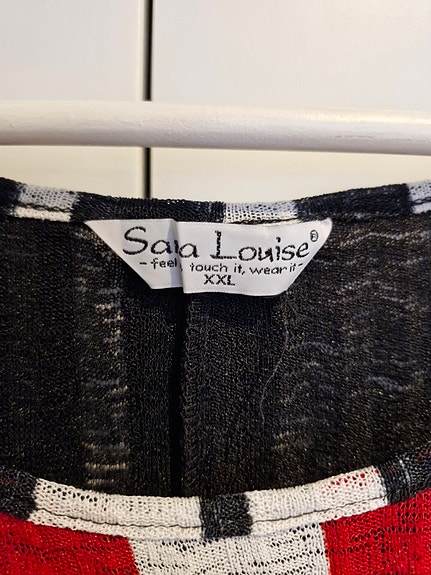 Sara Louise®
- feel touch it, wear it -
XXL